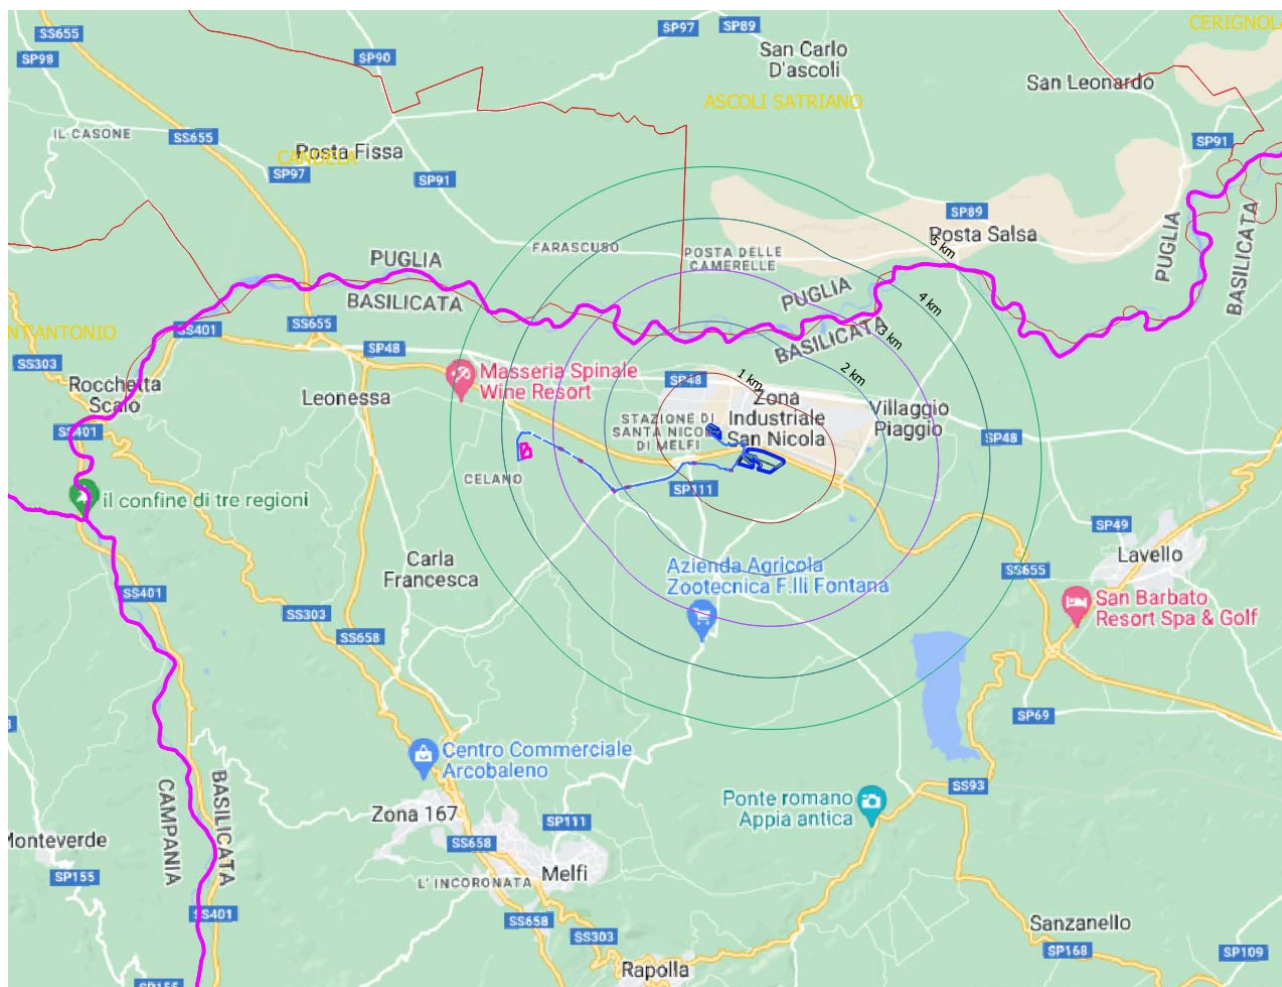 SS655
SP98
SP97
SP89
CERIGNOLA
SP90
San Carlo
D'ascoli
San Leonardo
ASCOLI SATRIANO
IL CASONE
SS655
Posta Fissa
CANDELA
SP97
SP91
SP91
SP89
Posta Salsa
5 km
FARASCUSO
POSTA DELLE
CAMERELLE
PUGLIA
BASILICATA
PUGLIA
BASILICATA
PUGLIA
BASILICATA
4 km
3 km
2 km
1 km
NT'ANTONIO
SS401
SS655
SP48
SS303
Rocchetta
Scalo
Leonessa
Masseria Spinale
Wine Resort
SP48
Zona
Industriale
San Nicola
STAZIONE DI
SANTA NICO
DI MELFI
Villaggio
Piaggio
SP48
SS401
CELANO
SP111
il confine di tre regioni
SP49
Lavello
Carla
Francesca
Azienda Agricola
Zootecnica F.lli Fontana
SS655
SS401
SS303
SS658
San Barbato
Resort Spa & Golf
SP69
Centro Commerciale
Arcobaleno
CAMPANIA
BASILICATA
Ponte romano
Appia antica
SS93
Zona 167
SP111
Monteverde
SS658
SP155
Melfi
L' INCORONATA
SS401
SS658
SS303
Sanzanello
SP168
SP109
Rapolla
SP155